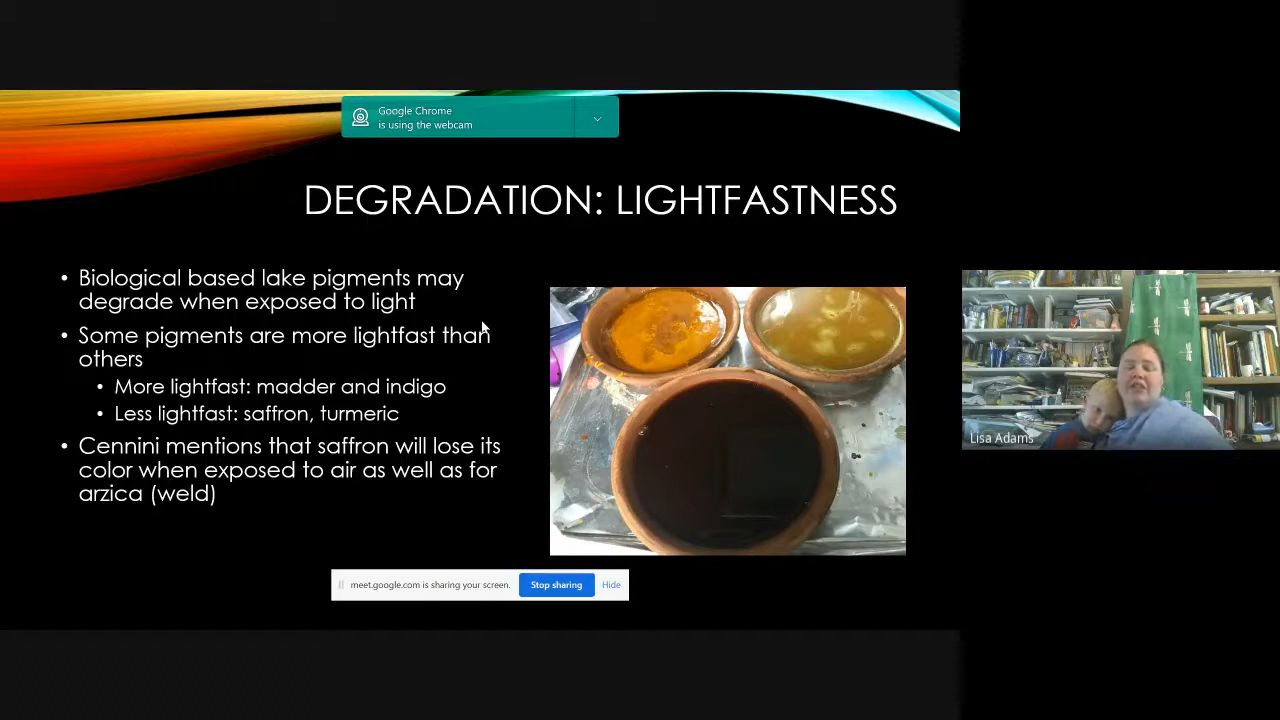 Google Chrome
is using the webcam
DEGRADATION: LIGHTFASTNESS
• Biological based lake pigments may
degrade when exposed to light
• Some pigments are more lightfast than
others
• More lightfast: madder and indigo
• Less lightfast: saffron, turmeric
• Cennini mentions that saffron will lose its
color when exposed to air as well as for
arzica (weld)
Lisa Adams
meet.google.com is sharing your screen. Stop sharing Hide